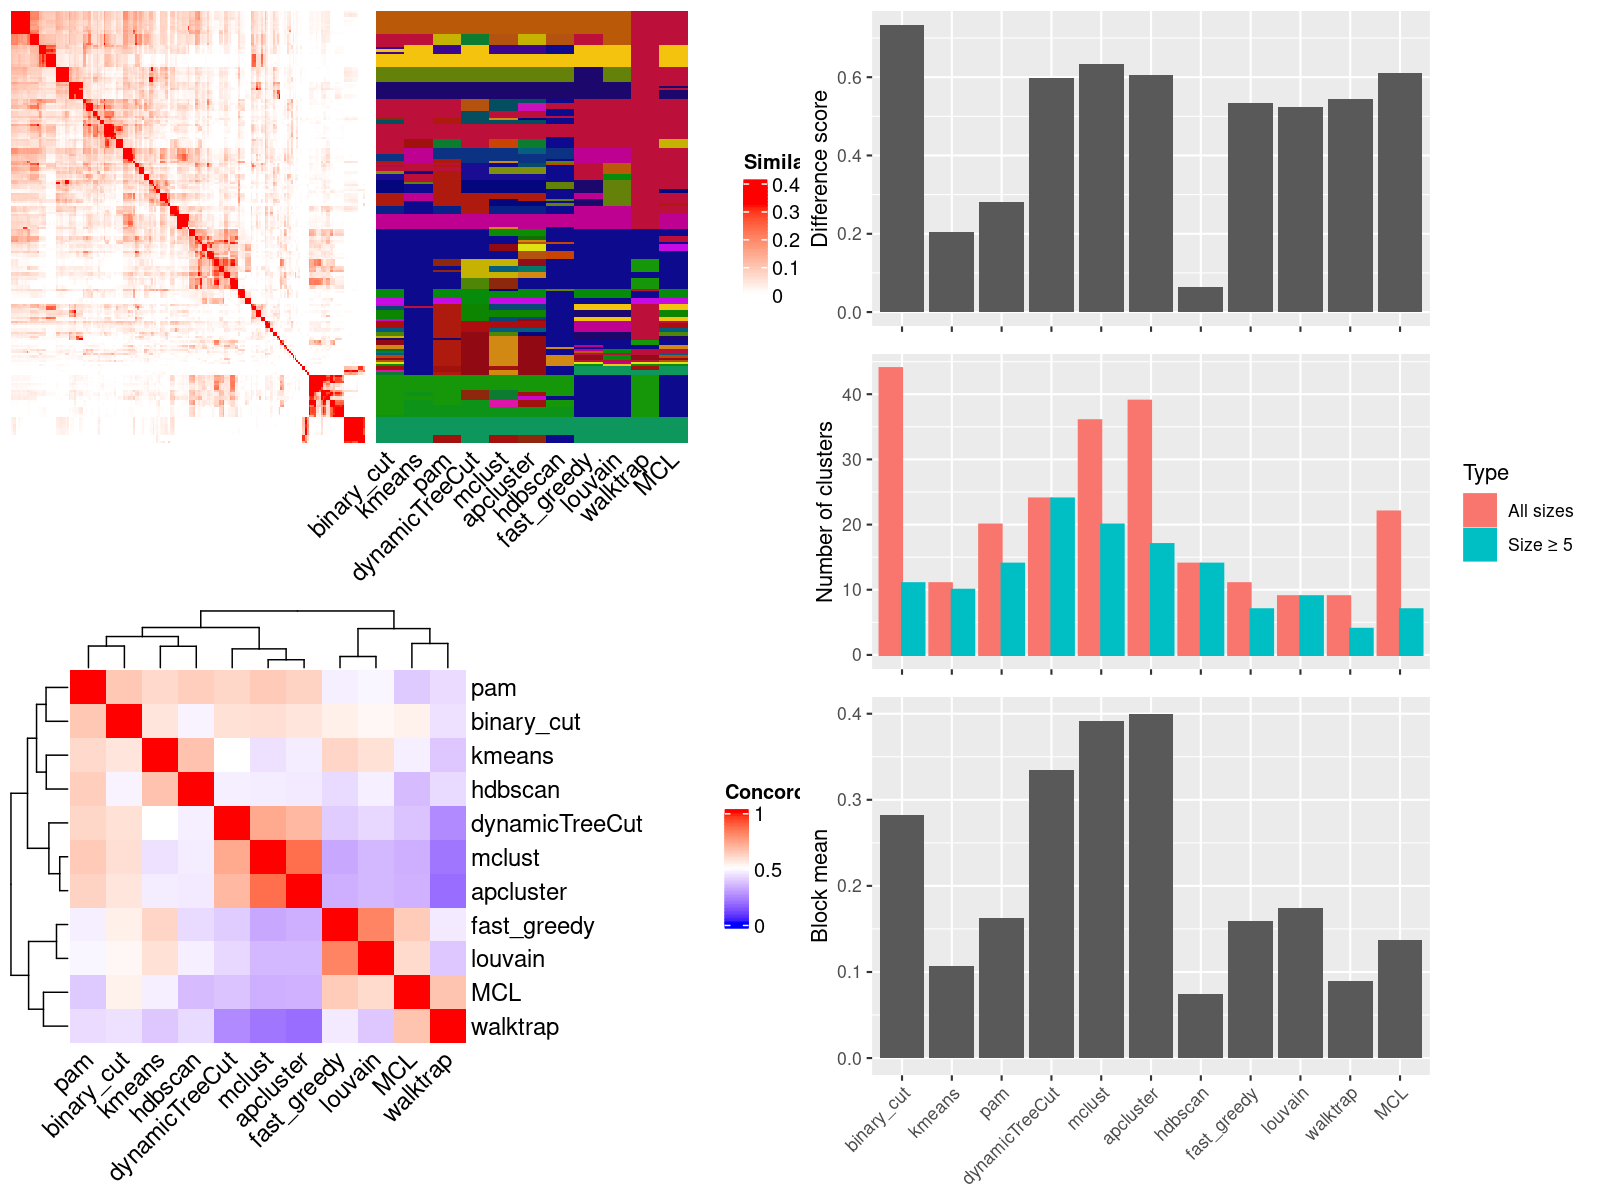 Simila
0.4
0.3
0.2
0.1
0
binary_cut
kmeans
pam
dynamicTreeCut
mclust
apcluster
hdbscan
fast_greedy
louvain
walktrap
MCL
pam
binary_cut
kmeans
hdbscan
dynamicTreeCut
mclust
apcluster
fast_greedy
louvain
MCL
walktrap
pam
binary_cut
kmeans
hdbscan
dynamicTreeCut
mclust
apcluster
fast_greedy
louvain
MCL
walktrap
Concord
1
0.5
0
Difference score
0.6
0.4
0.2
0.0
Number of clusters
40
30
20
10
0
Type
All sizes
Size ≥ 5
Block mean
0.4
0.3
0.2
0.1
0.0
binary_cut
kmeans
pam
dynamicTreeCut
mclust
apcluster
hdbscan
fast_greedy
louvain
walktrap
MCL